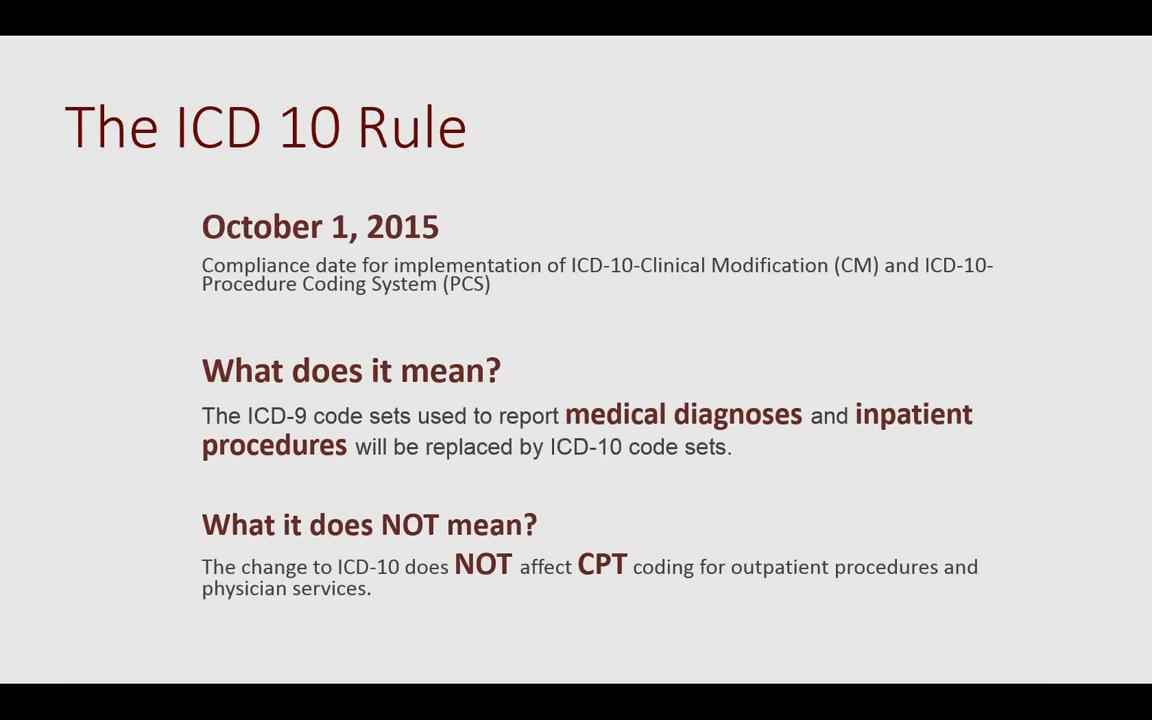 The ICD 10 Rule
October 1, 2015
Compliance date for implementation of ICD-10-Clinical Modification (CM) and ICD-10-
Procedure Coding System (PCS)
What does it mean?
The ICD-9 code sets used to report medical diagnoses and inpatient
procedures will be replaced by ICD-10 code sets.
What it does NOT mean?
The change to ICD-10 does NOT affect CPT coding for outpatient procedures and
physician services.